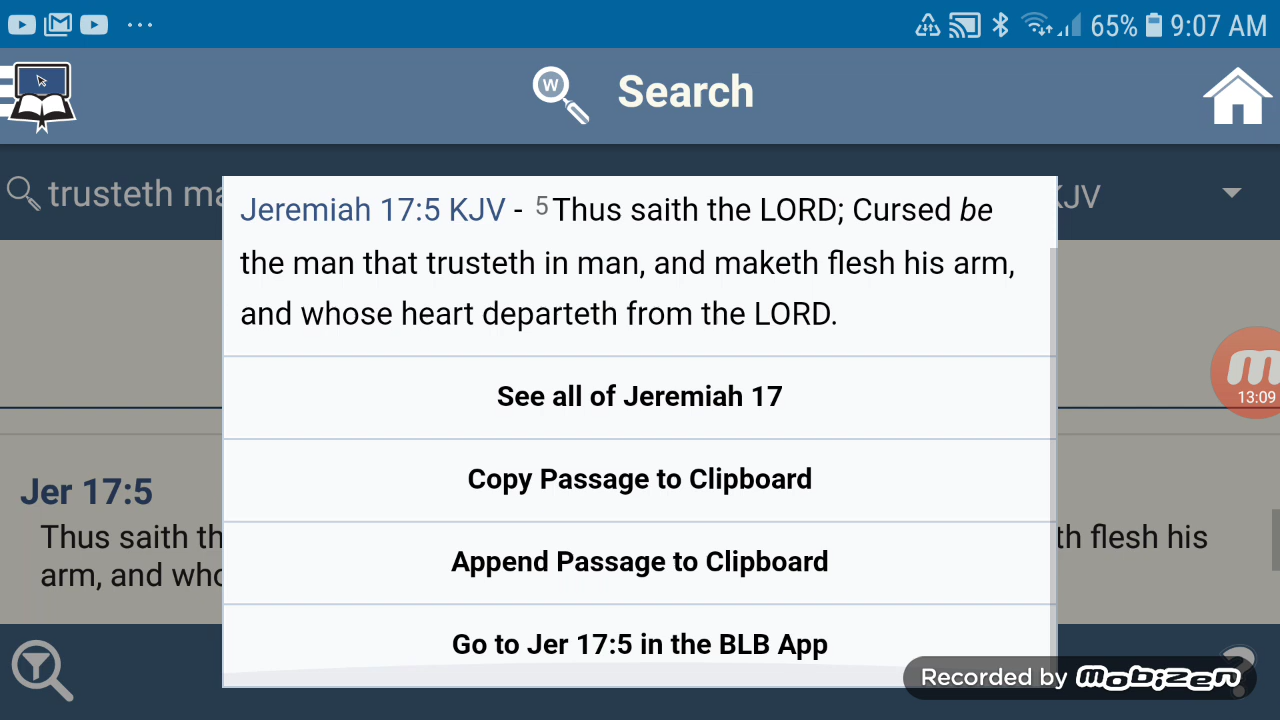 65% 9:07 AM
W Search
trusteth ma KJV
Jeremiah 17:5 KJV - 5 Thus saith the LORD; Cursed be
the man that trusteth in man, and maketh flesh his arm,
and whose heart departeth from the LORD.
See all of Jeremiah 17
13:09
Copy Passage to Clipboard
Jer 17:5
Thus saith th th flesh his
arm, and who
Append Passage to Clipboard
Go to Jer 17:5 in the BLB App
Recorded by mobizen